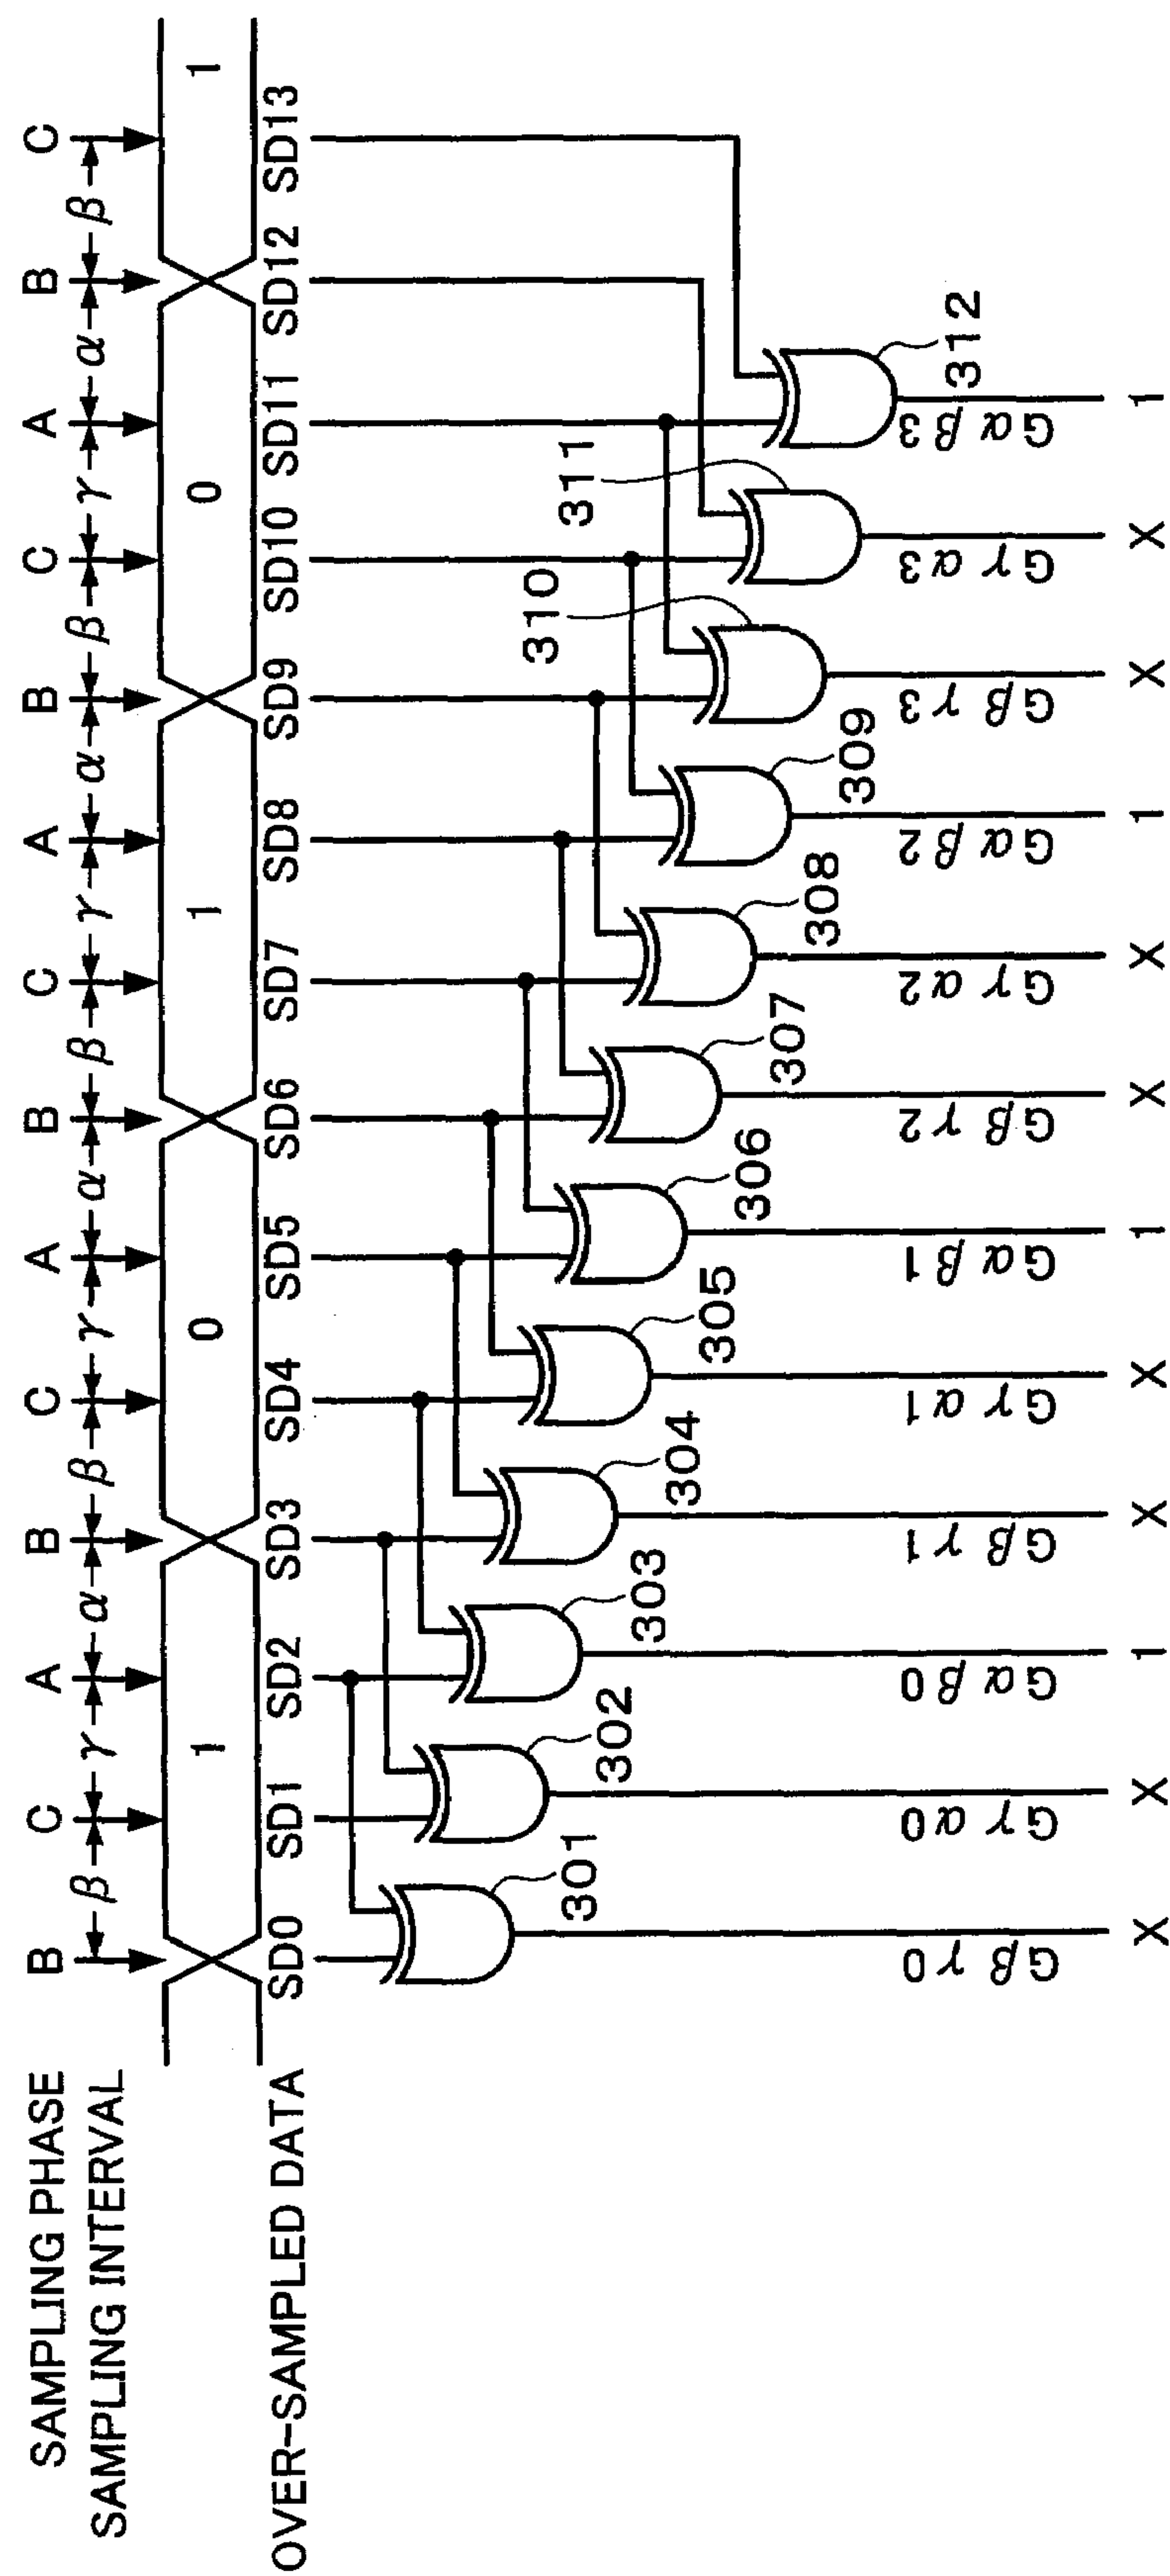 SAMPLING PHASE B C A B C A B C A B C A B C
SAMPLING INTERVAL β γ α β γ α β γ α β γ α β
1 0 1 0 1
OVER-SAMPLED DATA SD0 SD1 SD2 SD3 SD4 SD5 SD6 SD7 SD8 SD9 SD10 SD11 SD12 SD13
301 302 303 304 305 306 307 308 309 310 311 312
Gβγ0 Gγα0 Gαβ0 Gβγ1 Gγα1 Gαβ1 Gβγ2 Gγα2 Gαβ2 Gβγ3 Gγα3 Gαβ3
X X 1 X X 1 X X 1 X X 1